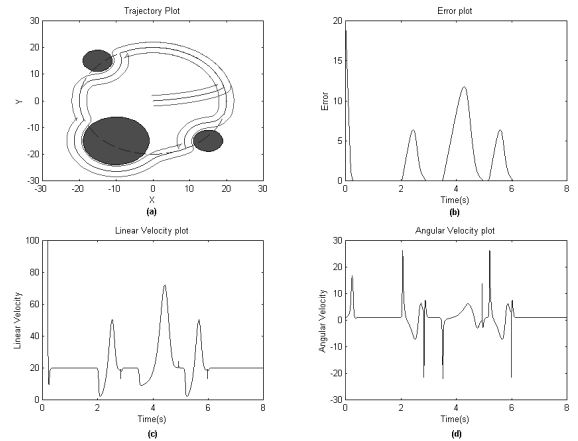 Trajectory Plot
30
20
10
0
-10
-20
-30
Y
-30 -20 -10 0 10 20 30
X
(a)
Error plot
20
15
10
5
0
Error
0 2 4 6 8
Time(s)
(b)
Linear Velocity plot
100
80
60
40
20
0
Linear Velocity
0 2 4 6 8
Time(s)
(c)
Angular Velocity plot
30
20
10
0
-10
-20
-30
Angular Velocity
0 2 4 6 8
Time(s)
(d)